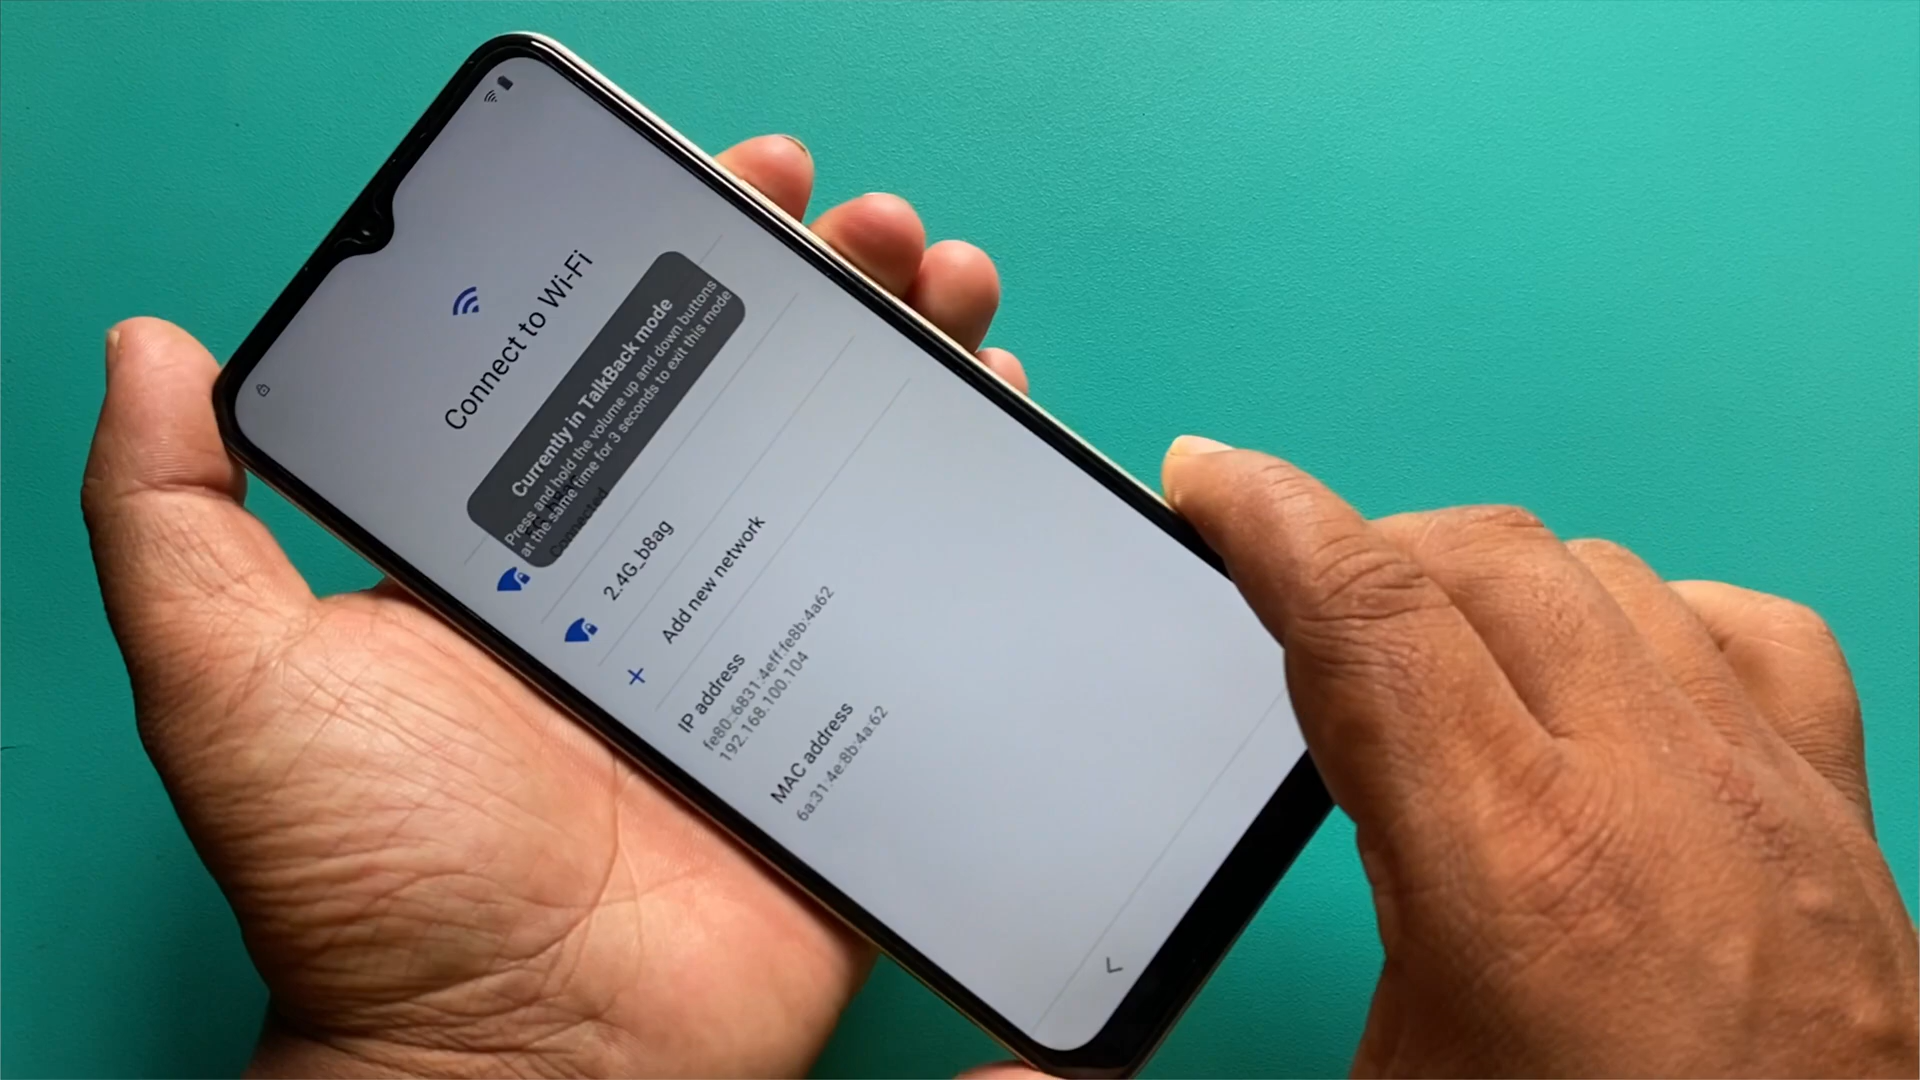 Connect to Wi-Fi
Currently in TalkBack mode
Press and hold the volume up and down buttons
at the same time for 3 seconds to exit this mode
Connected
2.4G_b8ag
Add new network
IP address
fe80::6831:4eff:fe8b:4a62
192.168.100.104
MAC address
6a:31:4e:8b:4a:62